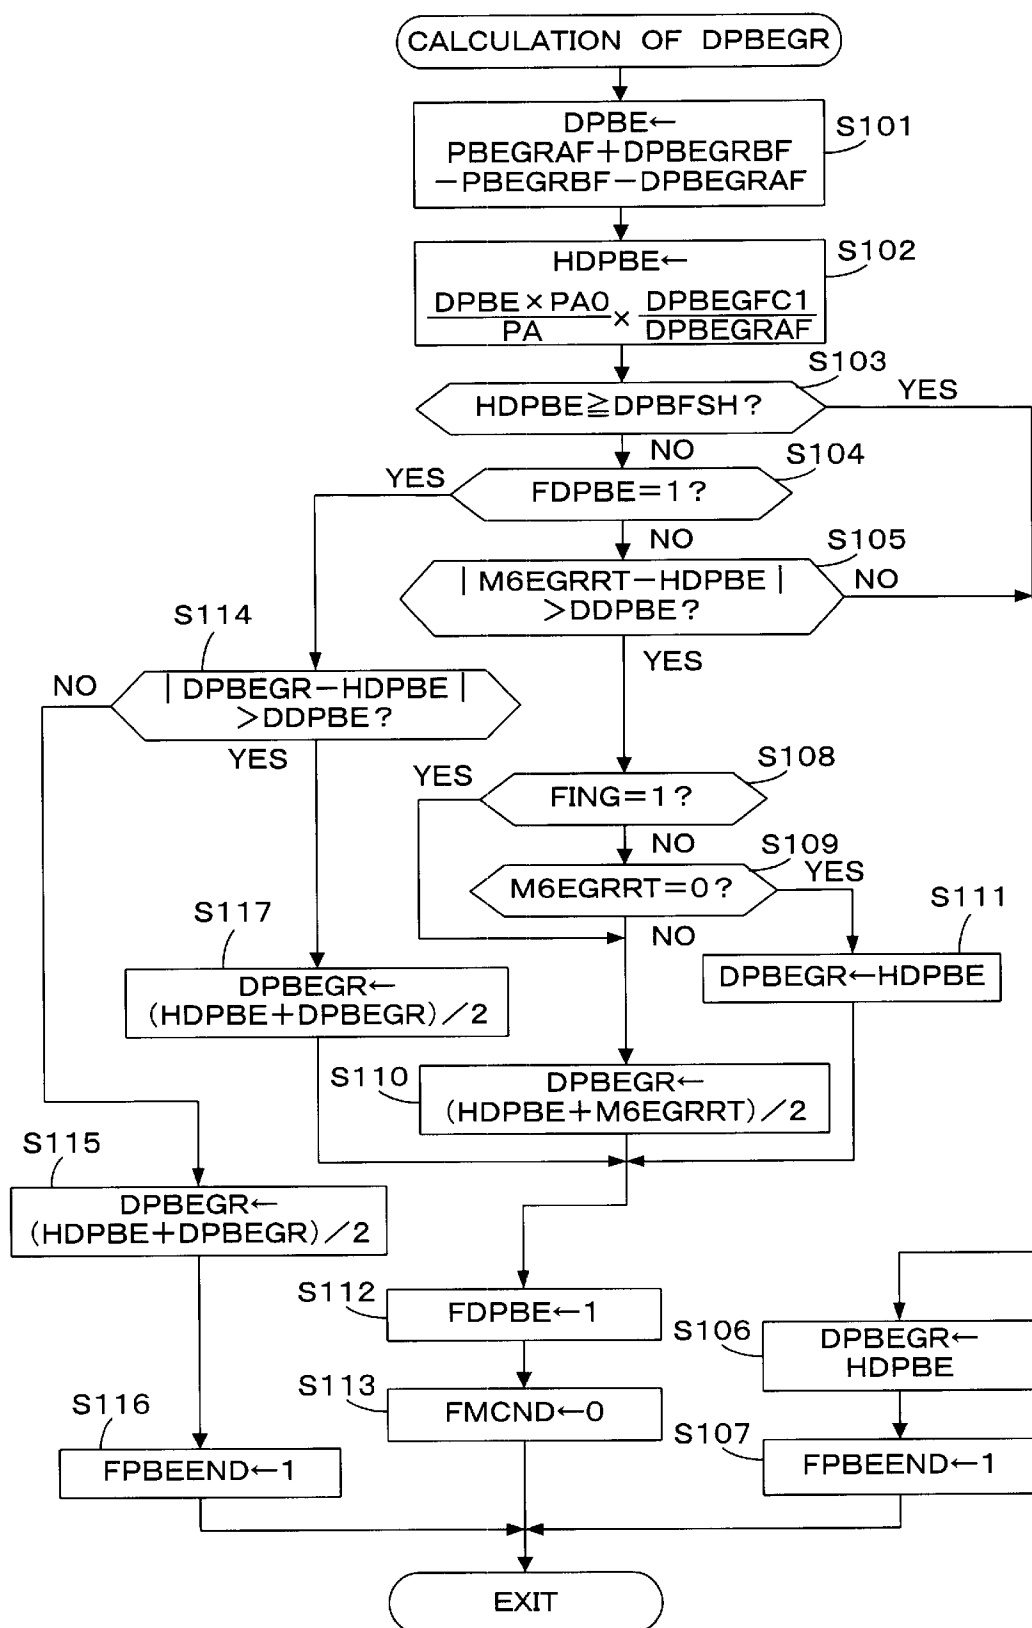 CALCULATION OF DPBEGR
DPBE←
PBEGRAF+DPBEGRBF
−PBEGRBF−DPBEGRAF
S101
HDPBE←
DPBE×PA0
PA
×
DPBEGFC1
DPBEGRAF
S102
S103
HDPBE≧DPBFSH?
YES
NO
S104
YES
FDPBE=1?
NO
S105
|M6EGRRT−HDPBE|
>DDPBE?
NO
YES
S114
NO
|DPBEGR−HDPBE|
>DDPBE?
YES
S108
YES
FING=1?
NO
S109
M6EGRRT=0?
YES
NO
S111
DPBEGR←HDPBE
S117
DPBEGR←
(HDPBE+DPBEGR)/2
S110
DPBEGR←
(HDPBE+M6EGRRT)/2
S115
DPBEGR←
(HDPBE+DPBEGR)/2
S112
FDPBE←1
S106
DPBEGR←
HDPBE
S113
FMCND←0
S116
FPBEEND←1
S107
FPBEEND←1
EXIT